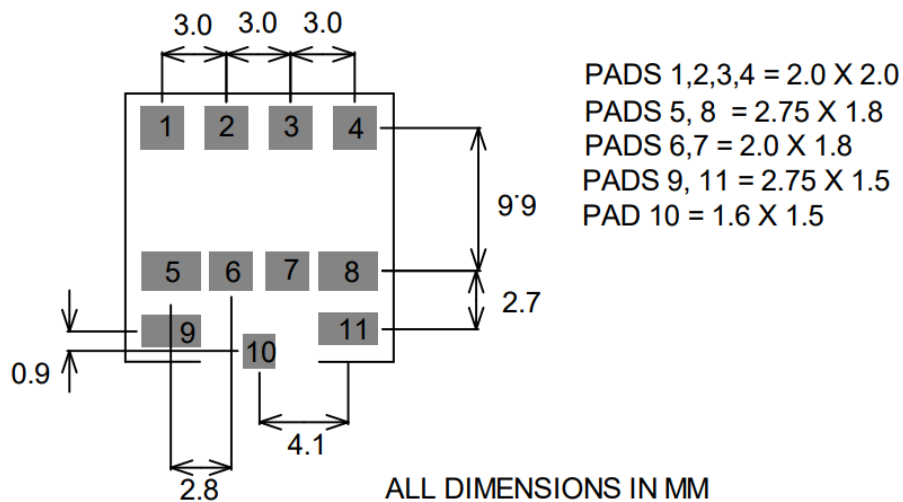 3.0 3.0 3.0
PADS 1,2,3,4 = 2.0 X 2.0
PADS 5, 8 = 2.75 X 1.8
PADS 6,7 = 2.0 X 1.8
PADS 9, 11 = 2.75 X 1.5
PAD 10 = 1.6 X 1.5
1 2 3 4
6.6
5 6 7 8
2.7
9 11
10
0.9
4.1
2.8
ALL DIMENSIONS IN MM